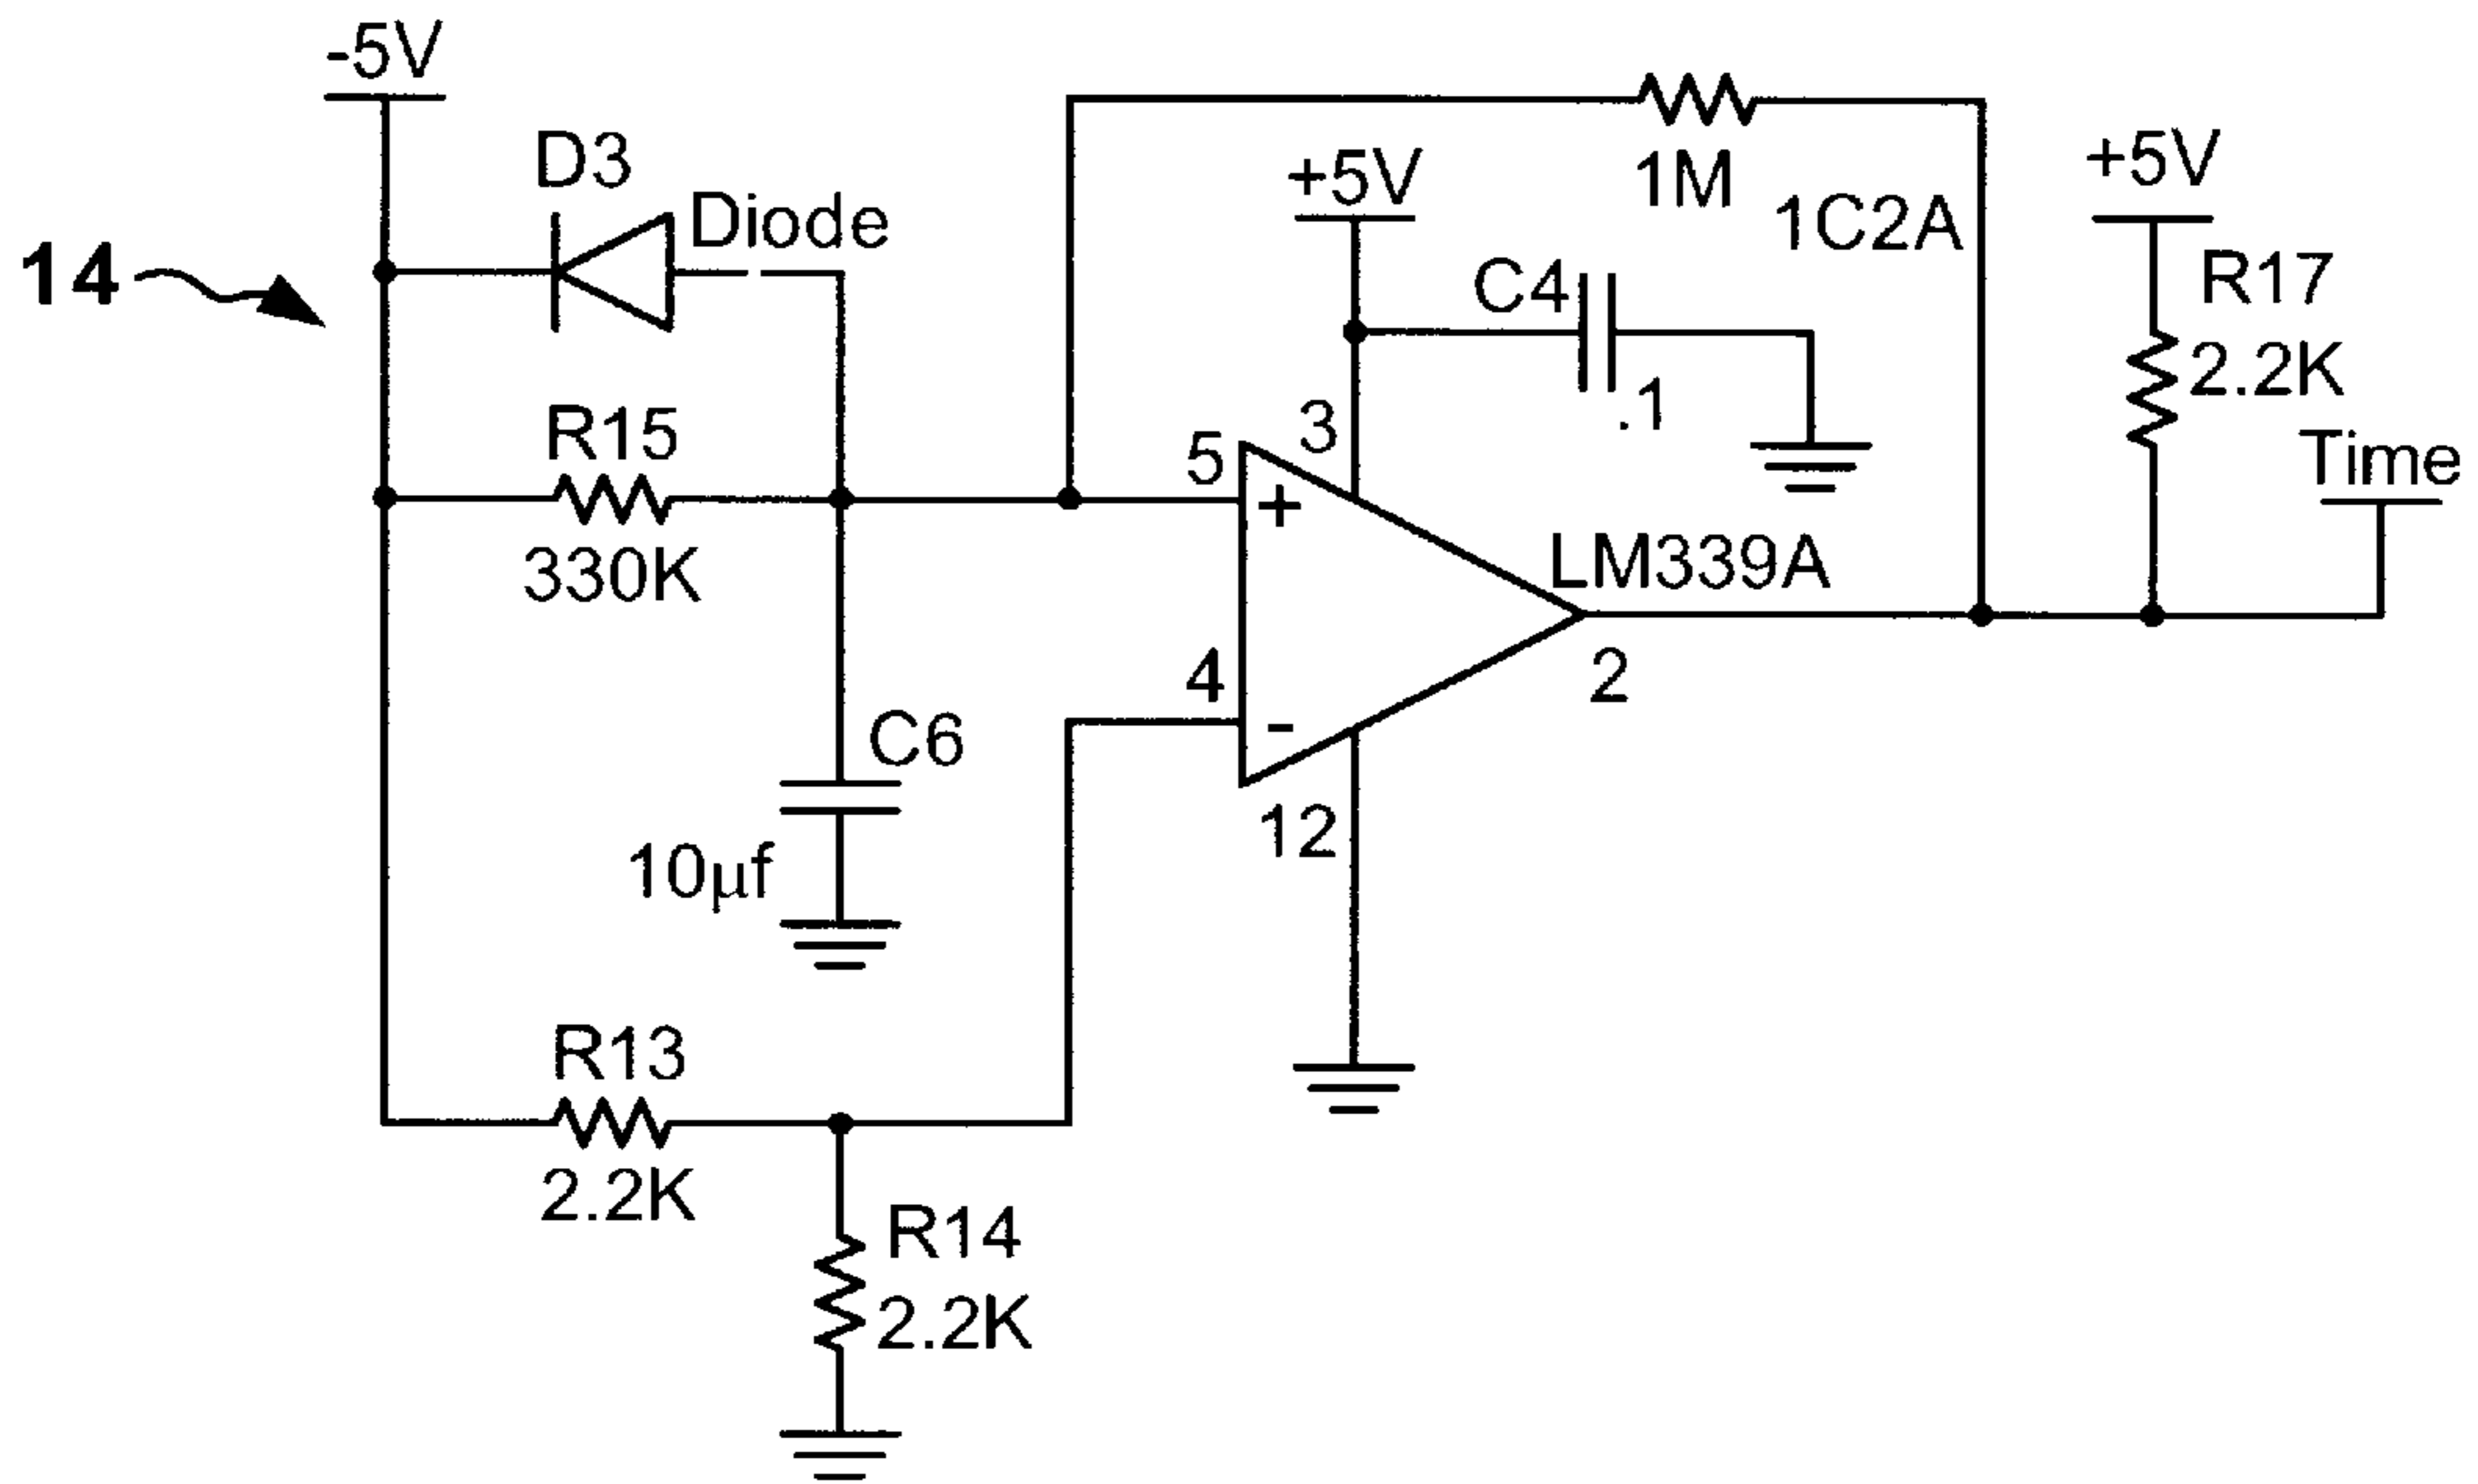 -5V
D3
Diode
14
R15
330K
C6
10µf
R13
2.2K
R14
2.2K
1M
1C2A
+5V
C4
.1
3
5
+
4
-
12
LM339A
2
+5V
R17
2.2K
Time